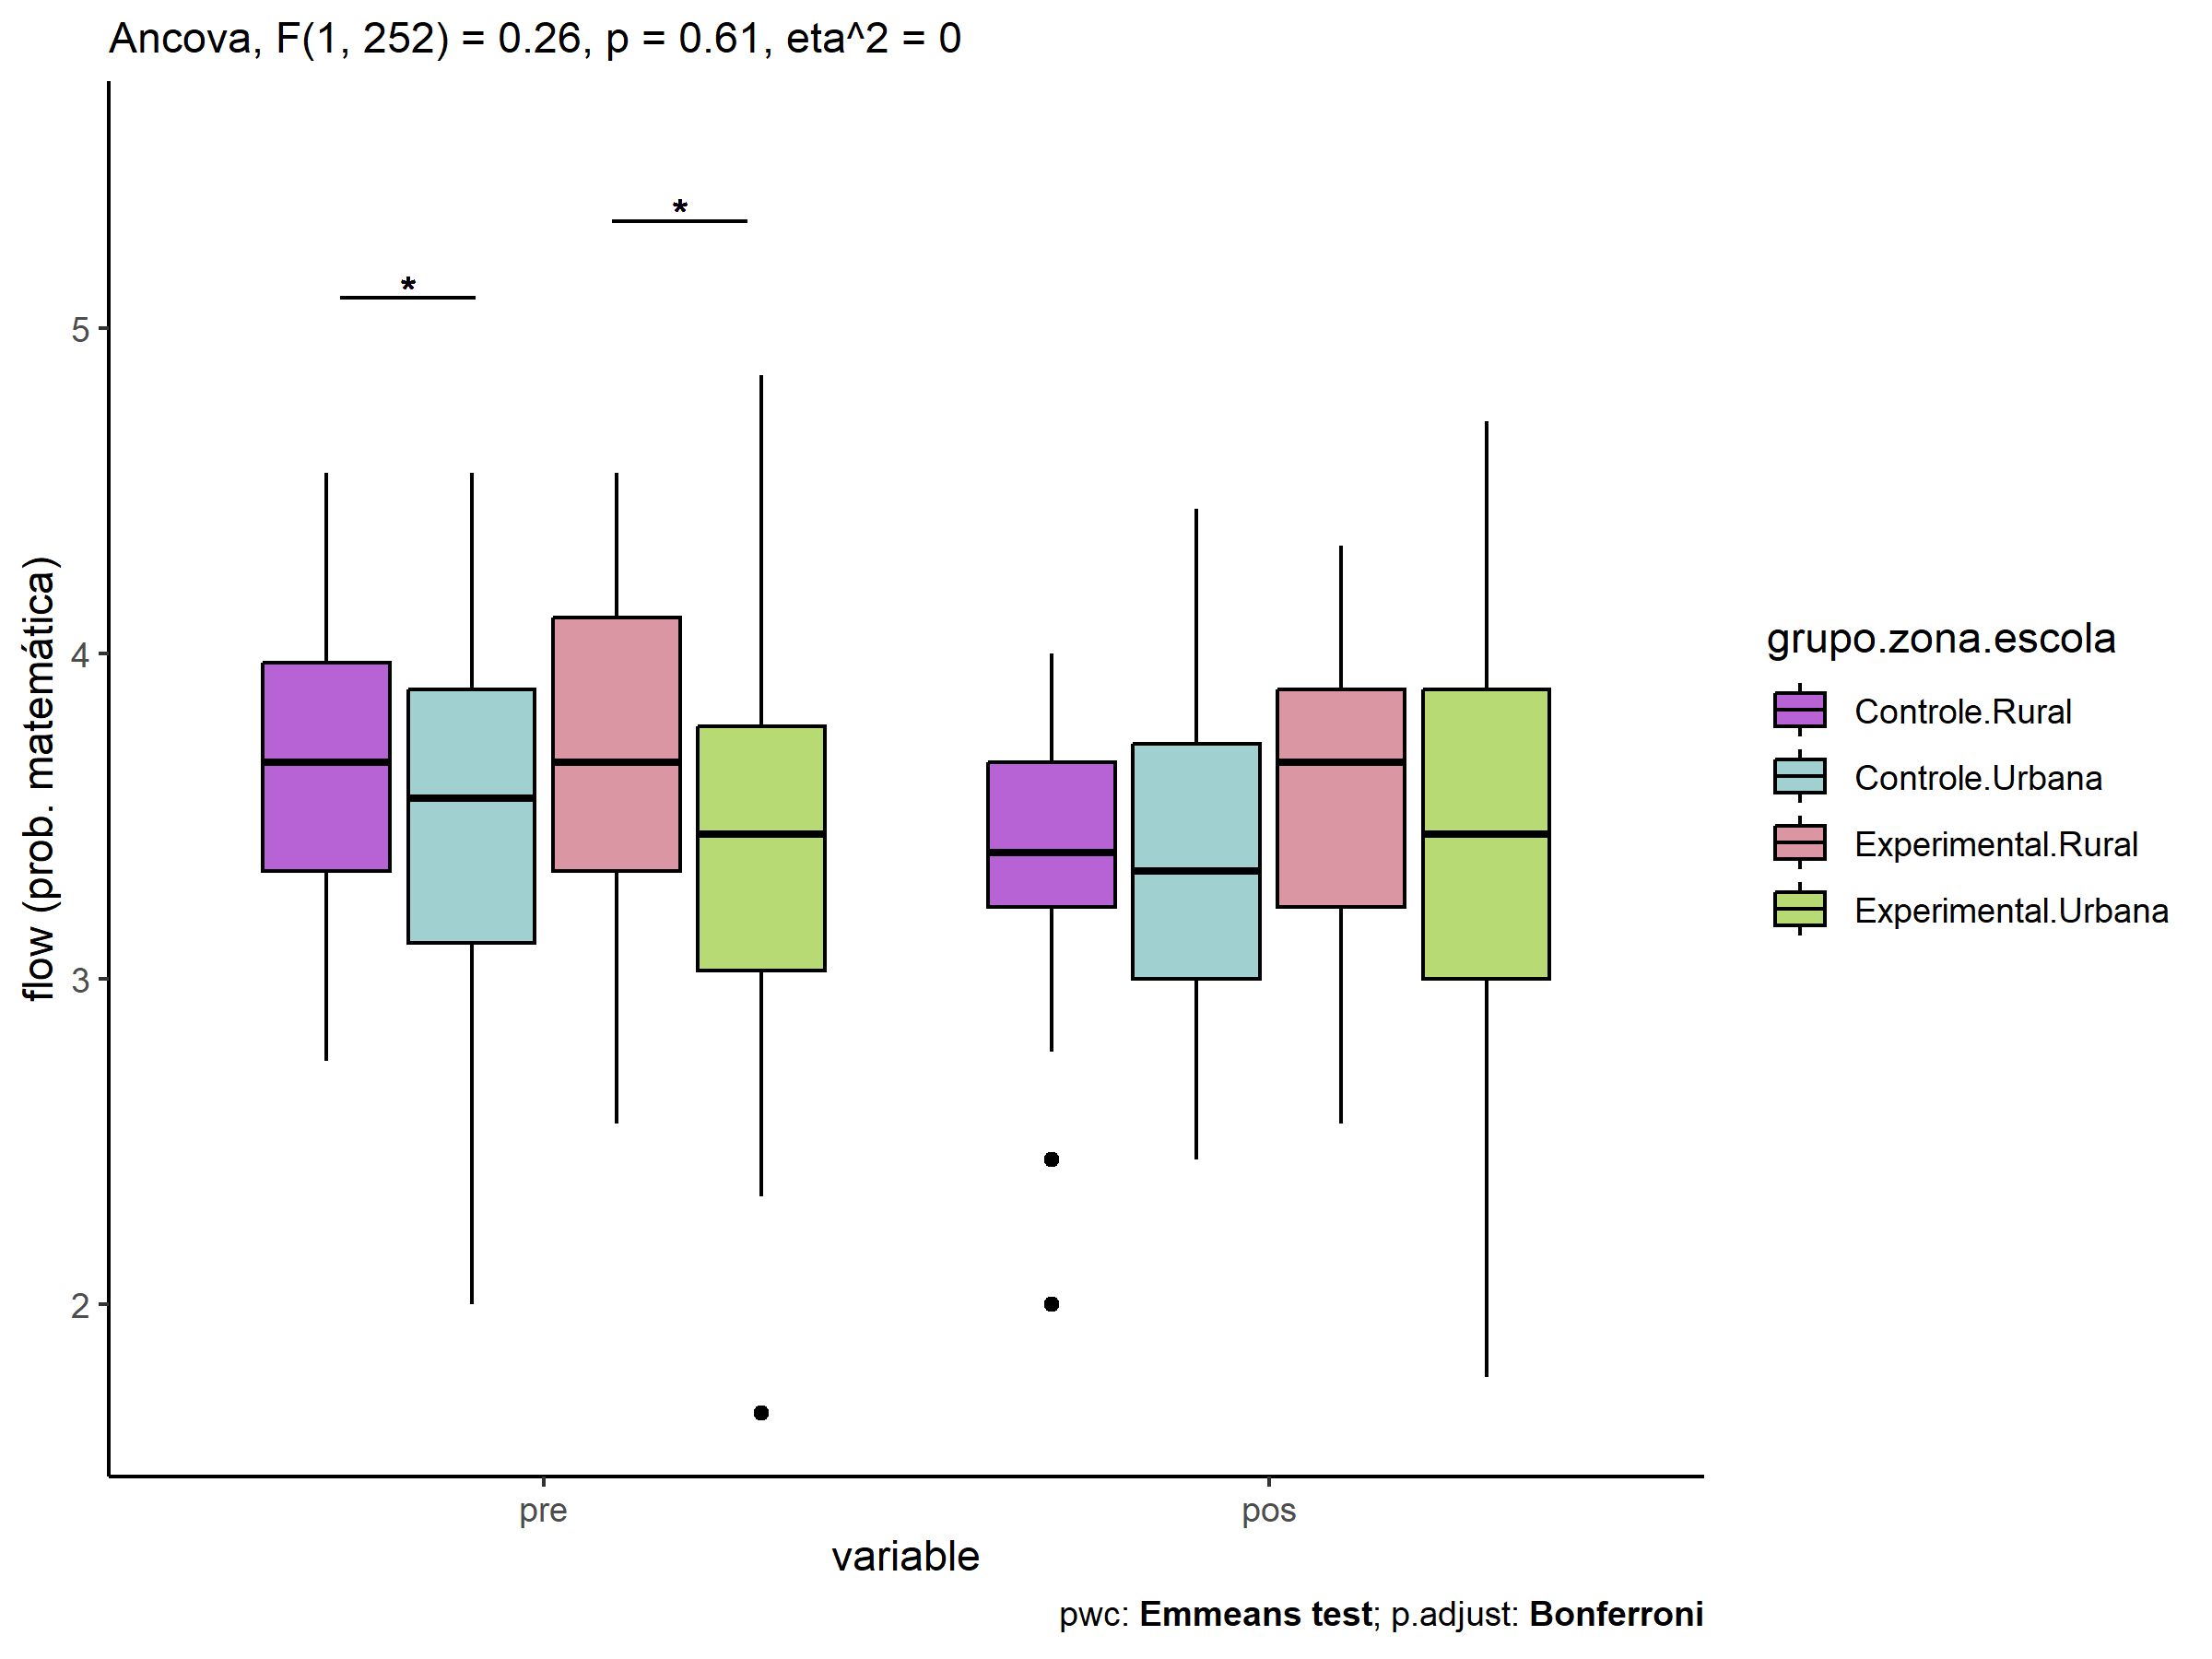 Ancova, F(1, 252) = 0.26, p = 0.61, eta^2 = 0
*
*
5
4
3
2
flow (prob. matemática)
pre
pos
variable
grupo.zona.escola
Controle.Rural
Controle.Urbana
Experimental.Rural
Experimental.Urbana
pwc: Emmeans test; p.adjust: Bonferroni